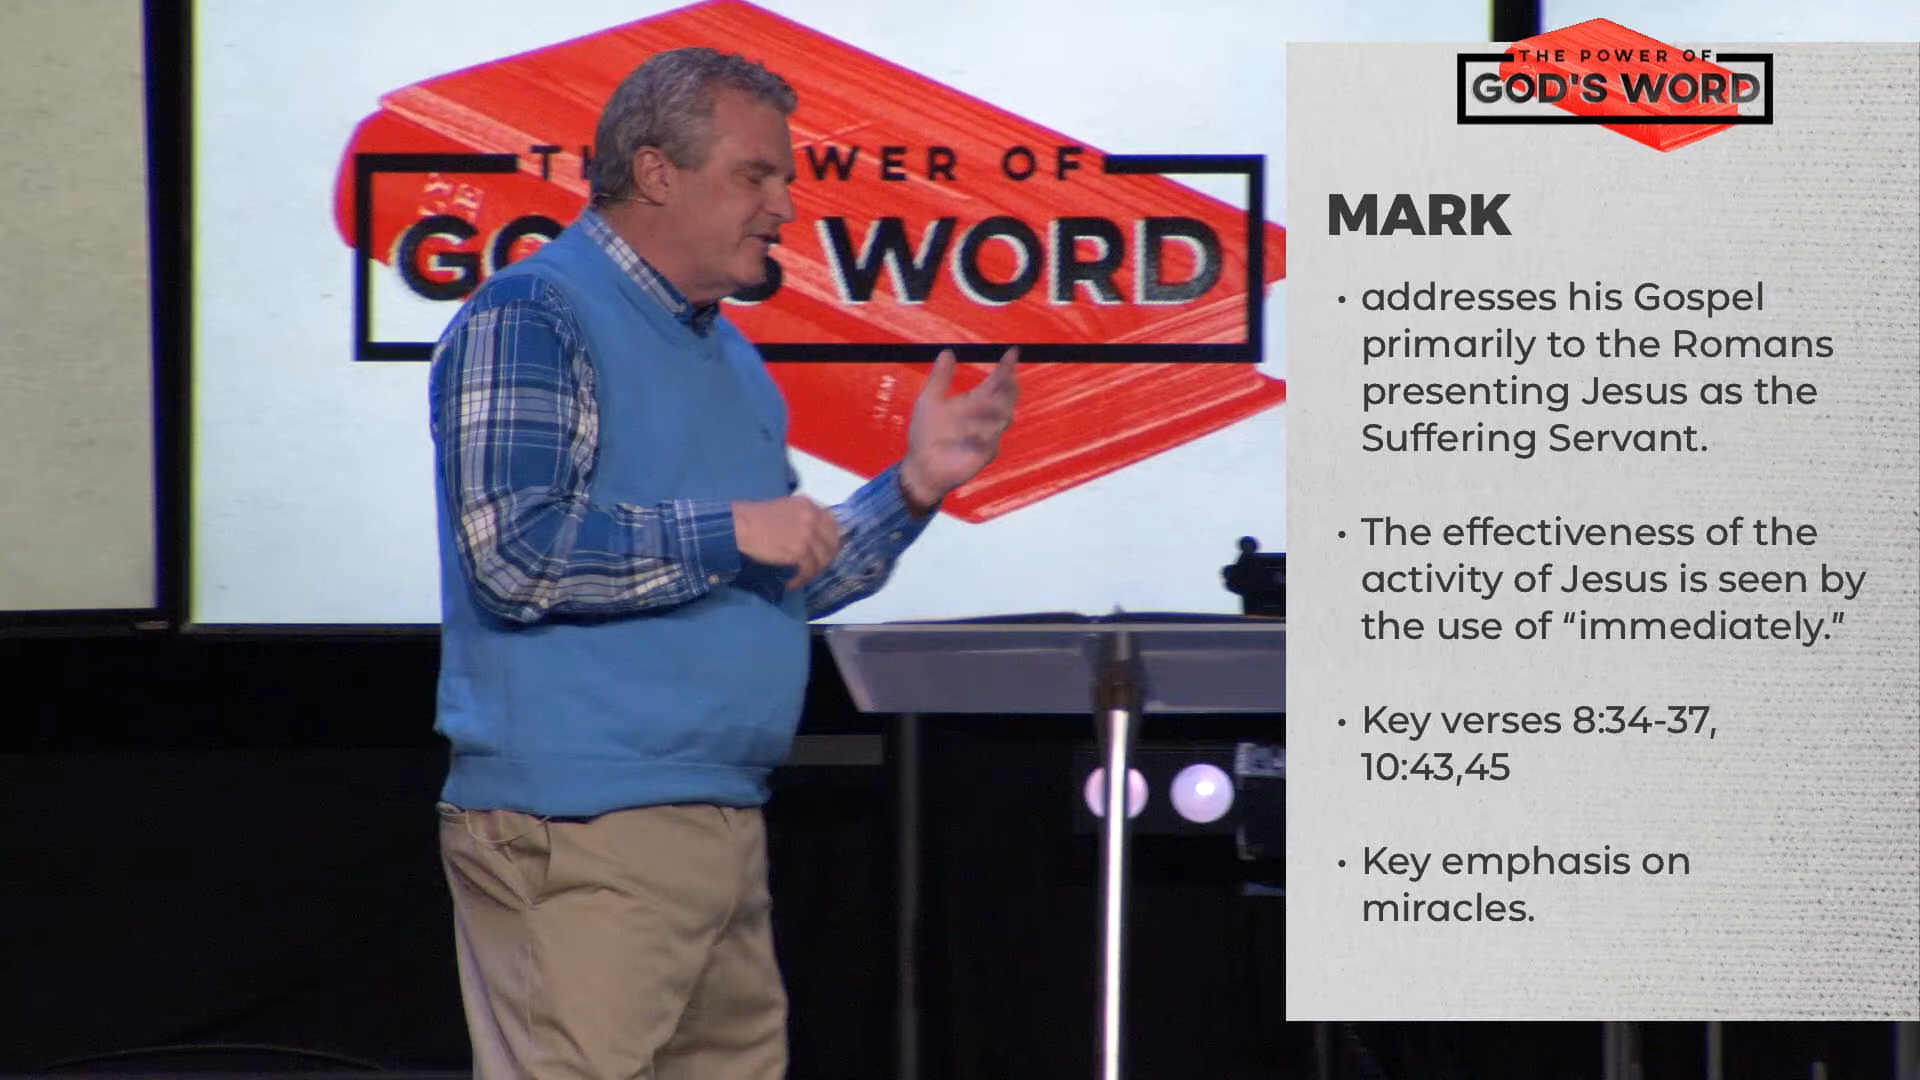 THE POWER OF
GOD'S WORD
WER OF
WORD
MARK
• addresses his Gospel
primarily to the Romans
presenting Jesus as the
Suffering Servant.
• The effectiveness of the
activity of Jesus is seen by
the use of “immediately.”
• Key verses 8:34-37,
10:43,45
• Key emphasis on
miracles.